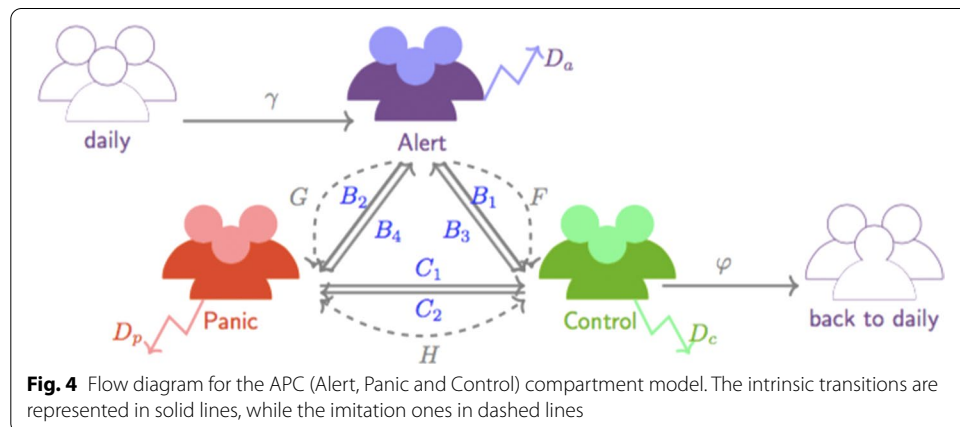 daily
γ
Alert
D_a
G
B_2
B_4
B_1
B_3
F
Panic
D_p
C_1
C_2
H
Control
D_c
φ
back to daily
Fig. 4 Flow diagram for the APC (Alert, Panic and Control) compartment model. The intrinsic transitions are
represented in solid lines, while the imitation ones in dashed lines